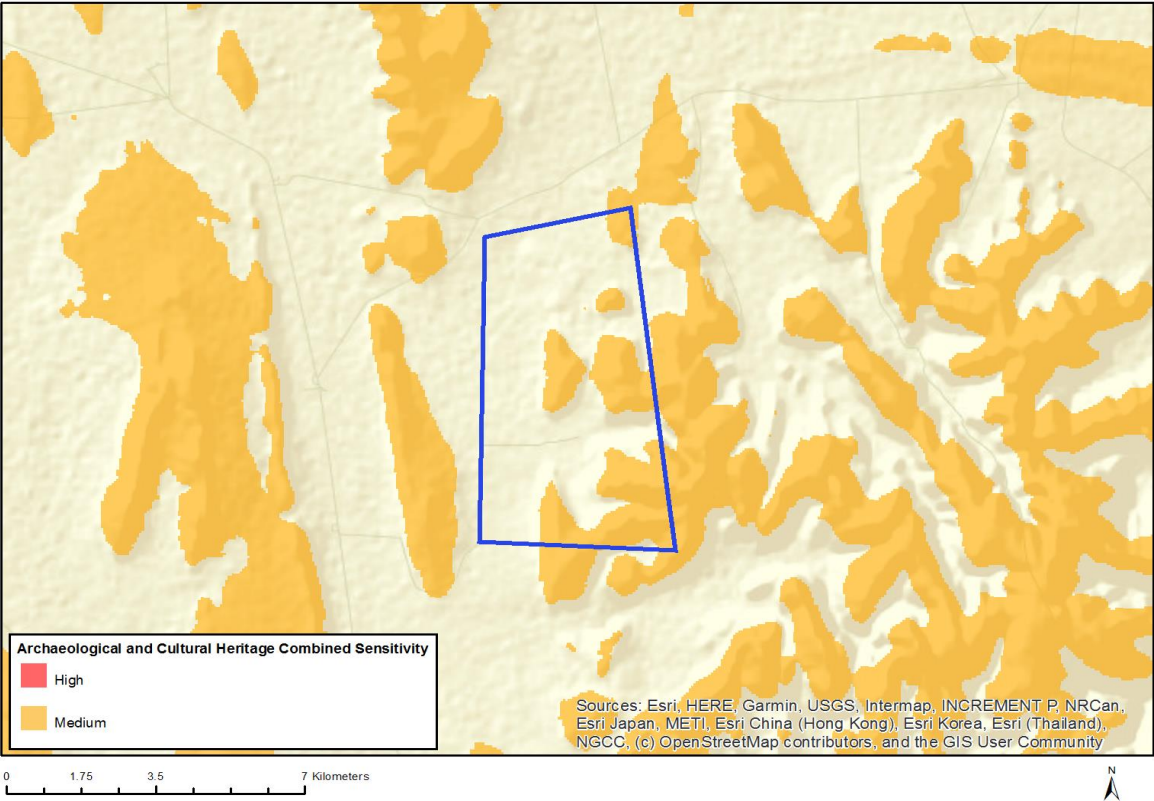 Archaeological and Cultural Heritage Combined Sensitivity
High
Medium
Sources: Esri, HERE, Garmin, USGS, Intermap, INCREMENT P, NRCan,
Esri Japan, METI, Esri China (Hong Kong), Esri Korea, Esri (Thailand),
NGCC, (c) OpenStreetMap contributors, and the GIS User Community
0 1.75 3.5 7 Kilometers
N